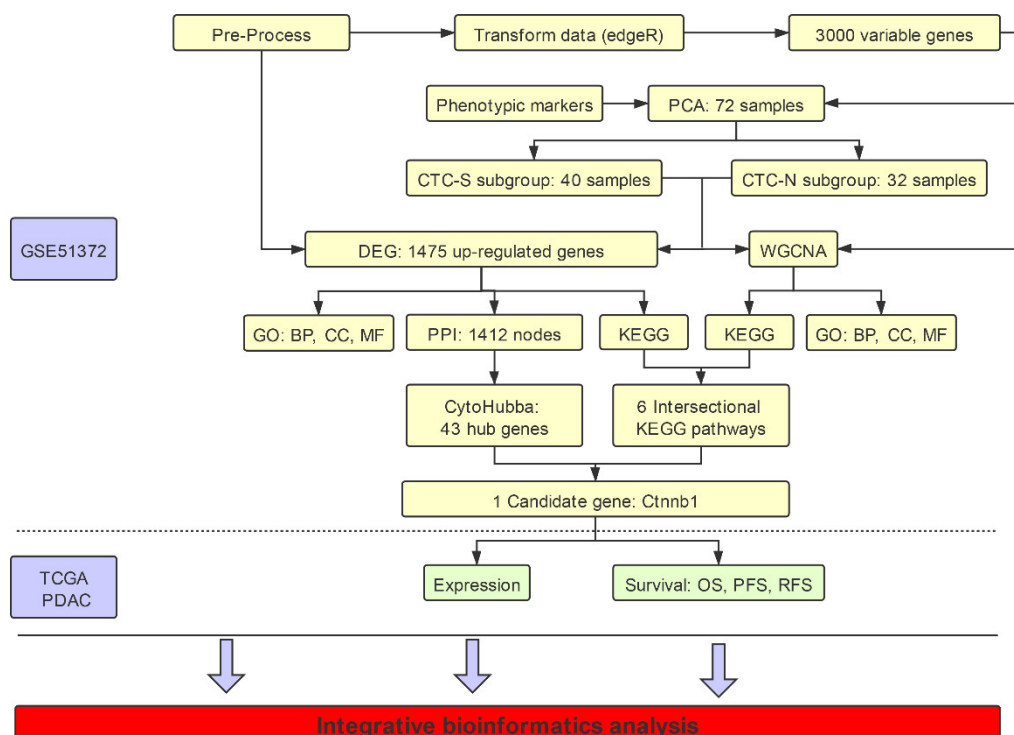 Pre-Process
Transform data (edgeR)
3000 variable genes
Phenotypic markers
PCA: 72 samples
CTC-S subgroup: 40 samples
CTC-N subgroup: 32 samples
GSE51372
DEG: 1475 up-regulated genes
WGCNA
GO: BP, CC, MF
PPI: 1412 nodes
KEGG
KEGG
GO: BP, CC, MF
CytoHubba:
43 hub genes
6 Intersectional
KEGG pathways
1 Candidate gene: Ctnnb1
TCGA
PDAC
Expression
Survival: OS, PFS, RFS
Integrative bioinformatics analysis